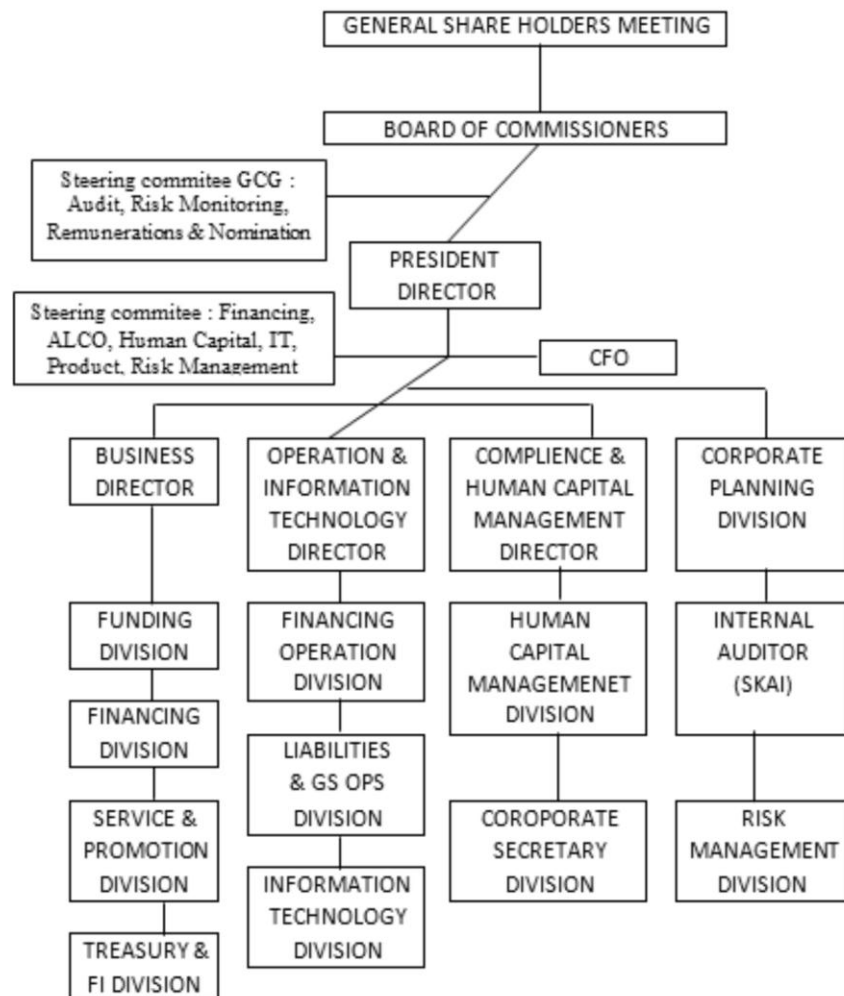 GENERAL SHARE HOLDERS MEETING
BOARD OF COMMISSIONERS
Steering commitee GCG :
Audit, Risk Monitoring,
Remunerations & Nomination
PRESIDENT
DIRECTOR
Steering commitee : Financing,
ALCO, Human Capital, IT,
Product, Risk Management
CFO
BUSINESS
DIRECTOR
OPERATION &
INFORMATION
TECHNOLOGY
DIRECTOR
COMPLIENCE &
HUMAN CAPITAL
MANAGEMENT
DIRECTOR
CORPORATE
PLANNING
DIVISION
FUNDING
DIVISION
FINANCING
OPERATION
DIVISION
HUMAN
CAPITAL
MANAGEMENET
DIVISION
INTERNAL
AUDITOR
(SKAI)
FINANCING
DIVISION
LIABILITIES
& GS OPS
DIVISION
SERVICE &
PROMOTION
DIVISION
COROPORATE
SECRETARY
DIVISION
RISK
MANAGEMENT
DIVISION
INFORMATION
TECHNOLOGY
DIVISION
TREASURY &
FI DIVISION